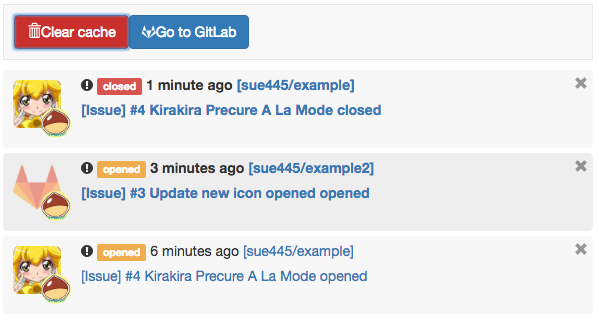 Clear cache Go to GitLab
closed 1 minute ago [sue445/example]
[Issue] #4 Kirakira Precure A La Mode closed
opened 3 minutes ago [sue445/example2]
[Issue] #3 Update new icon opened opened
opened 6 minutes ago [sue445/example]
[Issue] #4 Kirakira Precure A La Mode opened